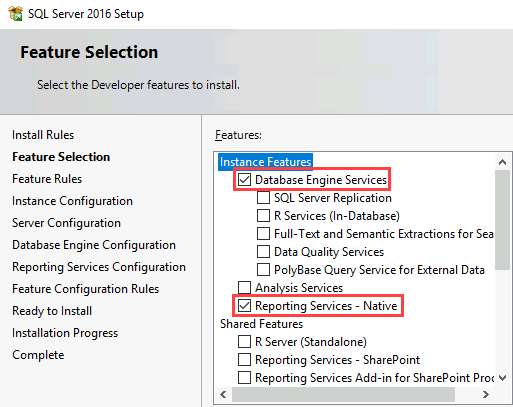 SQL Server 2016 Setup
Feature Selection
Select the Developer features to install.
Install Rules
Feature Selection
Feature Rules
Instance Configuration
Server Configuration
Database Engine Configuration
Reporting Services Configuration
Feature Configuration Rules
Ready to Install
Installation Progress
Complete
Features:
Instance Features
Database Engine Services
SQL Server Replication
R Services (In-Database)
Full-Text and Semantic Extractions for Sea
Data Quality Services
PolyBase Query Service for External Data
Analysis Services
Reporting Services - Native
Shared Features
R Server (Standalone)
Reporting Services - SharePoint
Reporting Services Add-in for SharePoint Proc